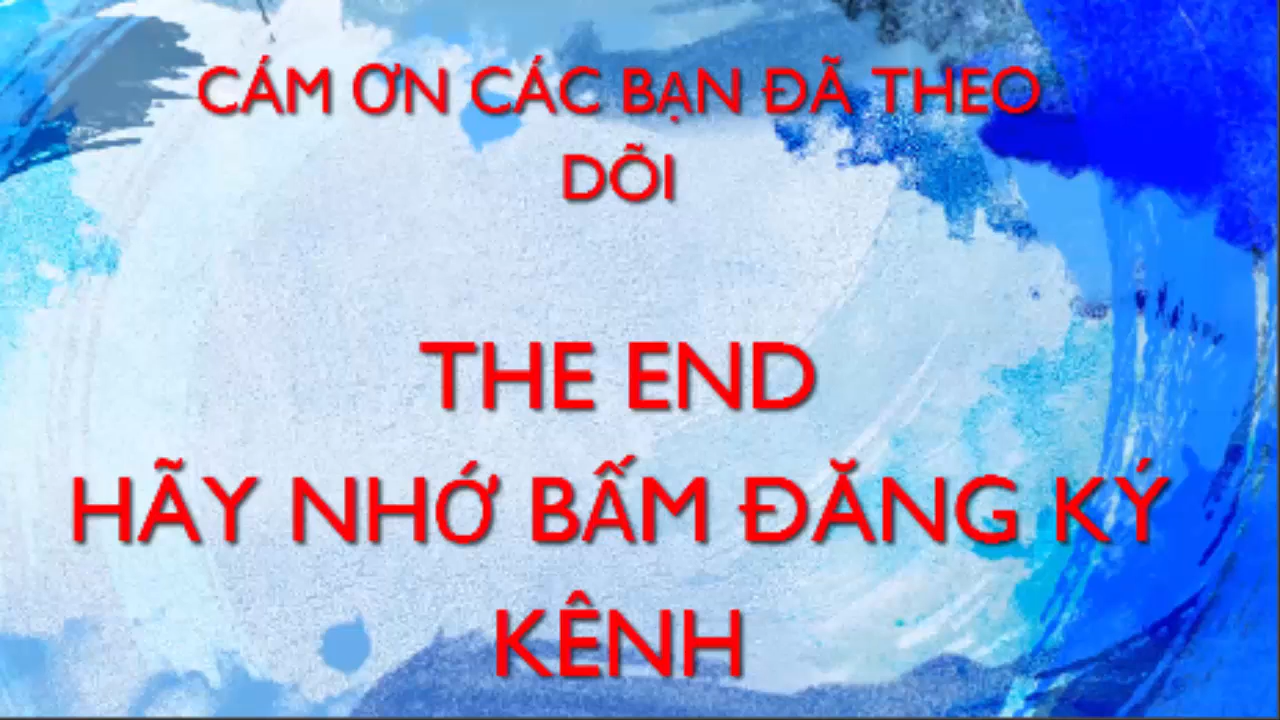 CÁM ƠN CÁC BẠN ĐÃ THEO
DÕI
THE END
HÃY NHỚ BẤM ĐĂNG KÝ
KÊNH